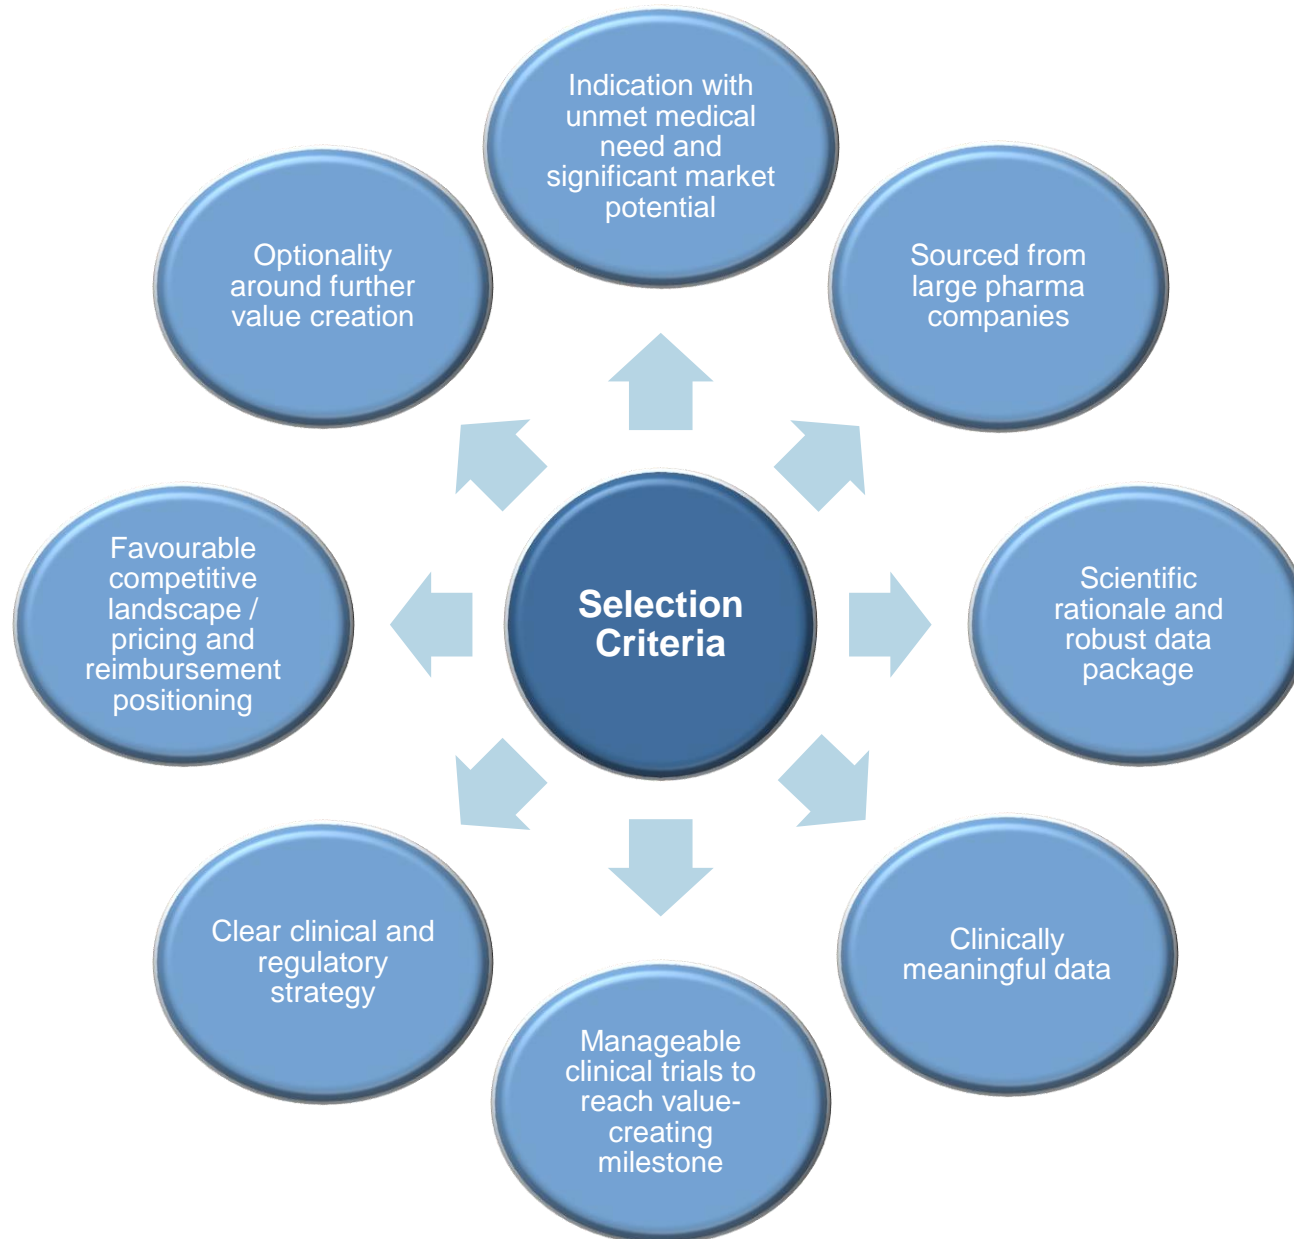 Indication with
unmet medical
need and
significant market
potential
Sourced from
large pharma
companies
Scientific
rationale and
robust data
package
Clinically
meaningful data
Manageable
clinical trials to
reach value-
creating
milestone
Clear clinical and
regulatory
strategy
Favourable
competitive
landscape /
pricing and
reimbursement
positioning
Optionality
around further
value creation
Selection
Criteria